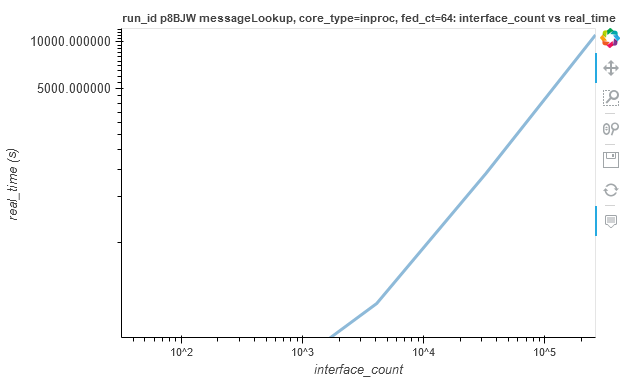 run_id p8BJW messageLookup, core_type=inproc, fed_ct=64: interface_count vs real_time
10000.000000
5000.000000
real_time (s)
10^2
10^3
10^4
10^5
interface_count